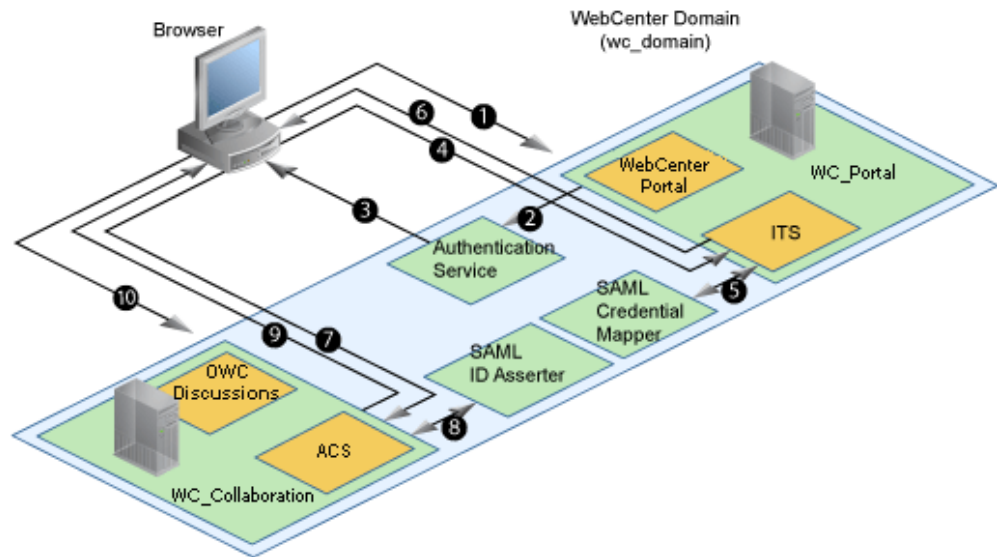 WebCenter Domain
(wc_domain)
Browser
6
1
4
WebCenter
Portal
WC_Portal
2
3
ITS
Authentication
Service
5
SAML
Credential
Mapper
10
9
7
SAML
ID Asserter
OWC
Discussions
8
ACS
WC_Collaboration